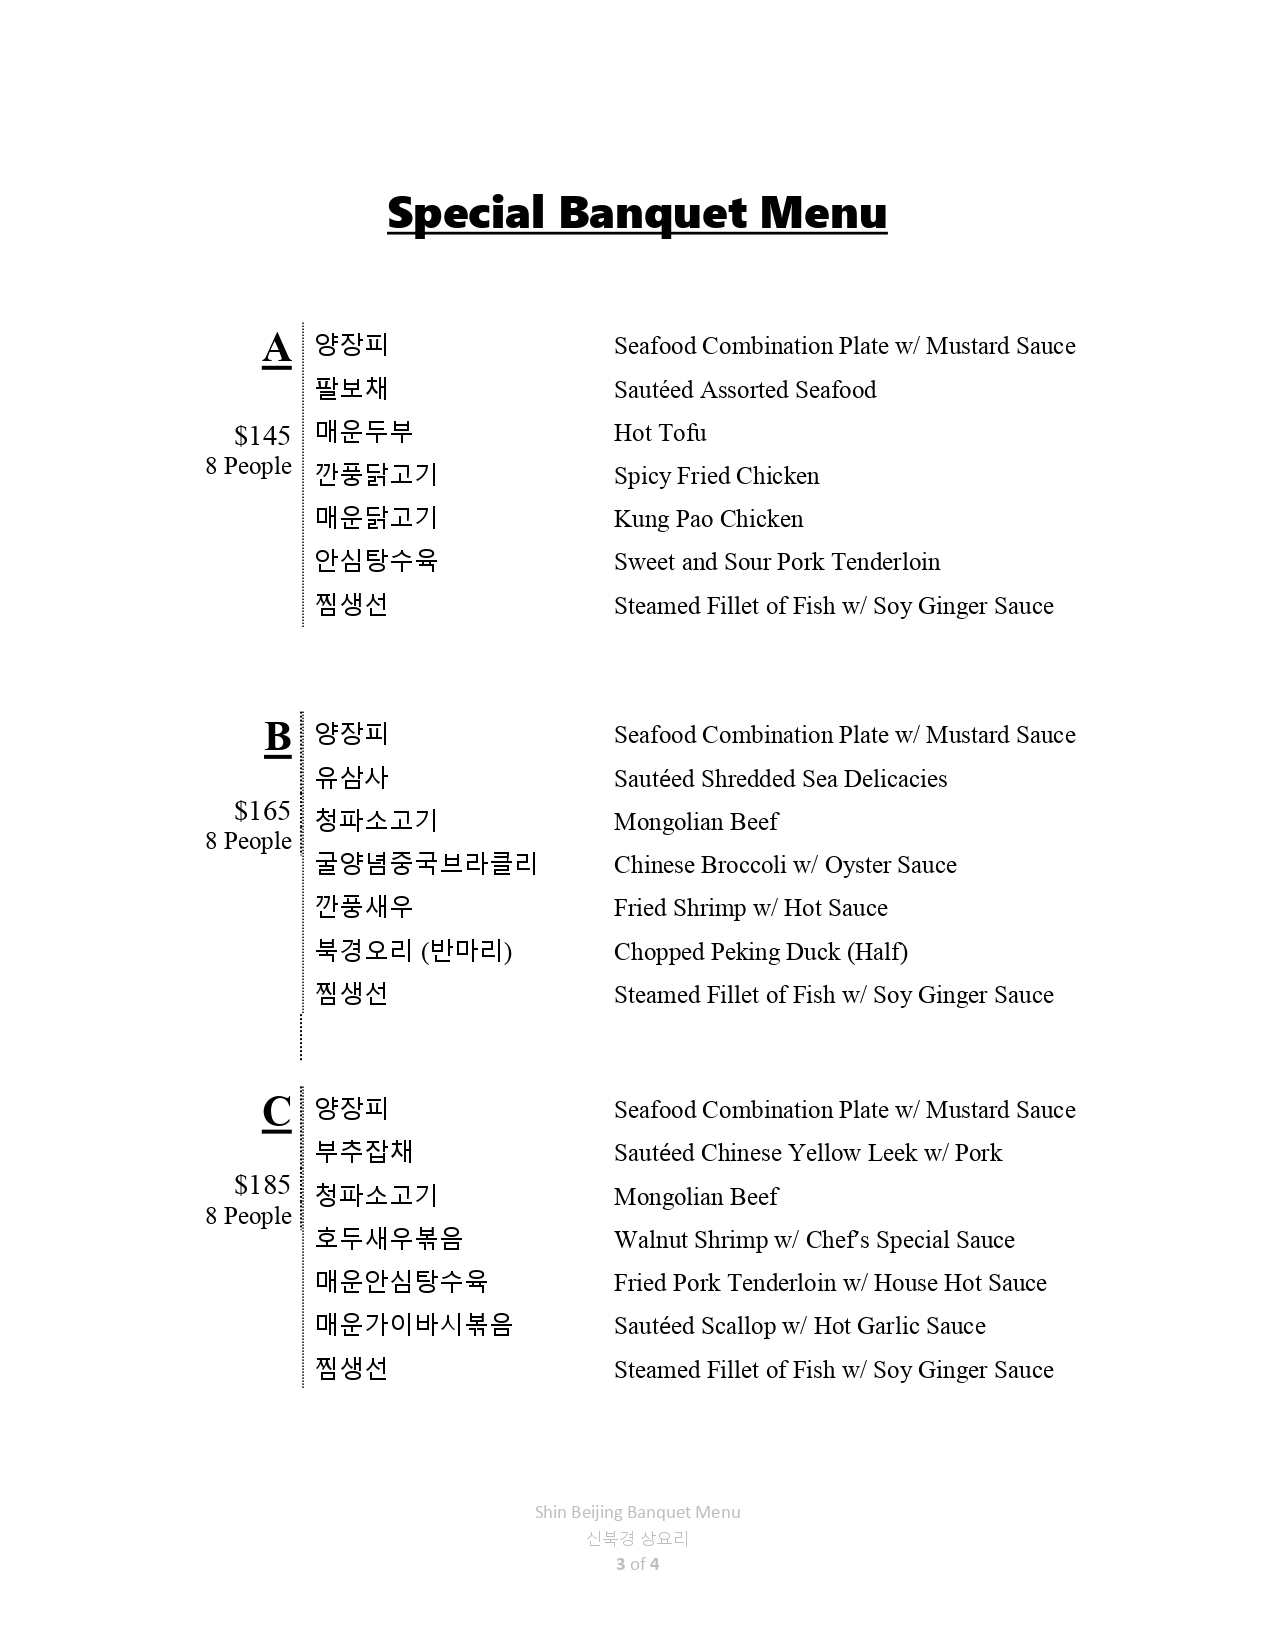 Special Banquet Menu
A
$145
8 People
양장피 Seafood Combination Plate w/ Mustard Sauce
팔보채 Sautéed Assorted Seafood
매운두부 Hot Tofu
깐풍닭고기 Spicy Fried Chicken
매운닭고기 Kung Pao Chicken
안심탕수육 Sweet and Sour Pork Tenderloin
찜생선 Steamed Fillet of Fish w/ Soy Ginger Sauce
B
$165
8 People
양장피 Seafood Combination Plate w/ Mustard Sauce
유삼사 Sautéed Shredded Sea Delicacies
청파소고기 Mongolian Beef
굴양념중국브라클리 Chinese Broccoli w/ Oyster Sauce
깐풍새우 Fried Shrimp w/ Hot Sauce
북경오리 (반마리) Chopped Peking Duck (Half)
찜생선 Steamed Fillet of Fish w/ Soy Ginger Sauce
C
$185
8 People
양장피 Seafood Combination Plate w/ Mustard Sauce
부추잡채 Sautéed Chinese Yellow Leek w/ Pork
청파소고기 Mongolian Beef
호두새우볶음 Walnut Shrimp w/ Chef's Special Sauce
매운안심탕수육 Fried Pork Tenderloin w/ House Hot Sauce
매운가이바시볶음 Sautéed Scallop w/ Hot Garlic Sauce
찜생선 Steamed Fillet of Fish w/ Soy Ginger Sauce
Shin Beijing Banquet Menu
신북경 상요리
3 of 4